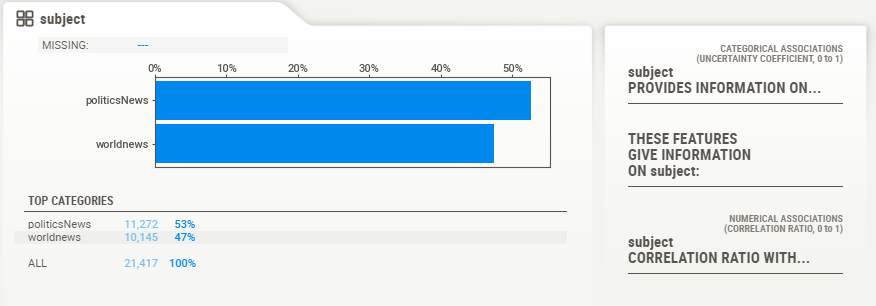 subject
MISSING: ---
0% 10% 20% 30% 40% 50%
politicsNews
worldnews
TOP CATEGORIES
politicsNews 11,272 53%
worldnews 10,145 47%
ALL 21,417 100%
CATEGORICAL ASSOCIATIONS
(UNCERTAINTY COEFFICIENT, 0 to 1)
subject
PROVIDES INFORMATION ON...
THESE FEATURES
GIVE INFORMATION
ON subject:
NUMERICAL ASSOCIATIONS
(CORRELATION RATIO, 0 to 1)
subject
CORRELATION RATIO WITH...